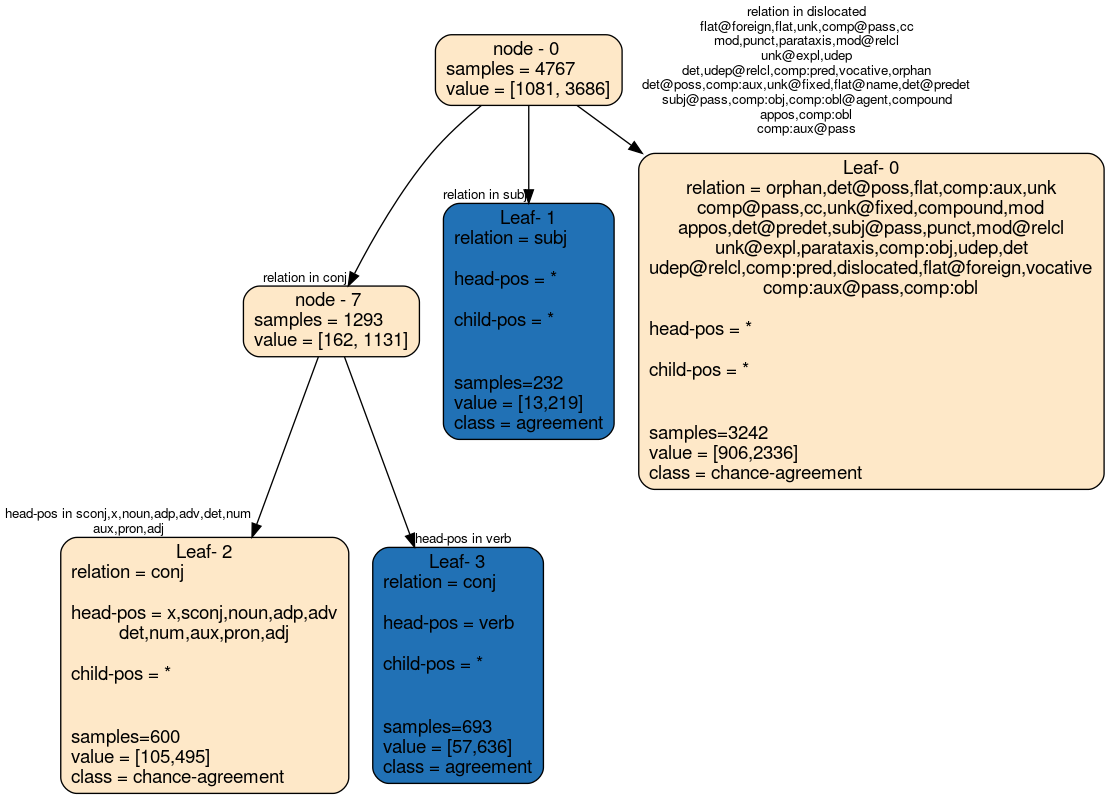 relation in dislocated
flat@foreign,flat,unk,comp@pass,cc
mod,punct,parataxis,mod@relcl
unk@expl,udep
det,udep@relcl,comp:pred,vocative,orphan
det@poss,comp:aux,unk@fixed,flat@name,det@predet
subj@pass,comp:obj,comp:obl@agent,compound
appos,comp:obl
comp:aux@pass
node - 0
samples = 4767
value = [1081, 3686]
Leaf- 0
relation = orphan,det@poss,flat,comp:aux,unk
comp@pass,cc,unk@fixed,compound,mod
appos,det@predet,subj@pass,punct,mod@relcl
unk@expl,parataxis,comp:obj,udep,det
udep@relcl,comp:pred,dislocated,flat@foreign,vocative
comp:aux@pass,comp:obl
head-pos = *
child-pos = *
samples=3242
value = [906,2336]
class = chance-agreement
relation in subj
Leaf- 1
relation = subj
head-pos = *
child-pos = *
samples=232
value = [13,219]
class = agreement
relation in conj
node - 7
samples = 1293
value = [162, 1131]
head-pos in sconj,x,noun,adp,adv,det,num
aux,pron,adj
Leaf- 2
relation = conj
head-pos = x,sconj,noun,adp,adv
det,num,aux,pron,adj
child-pos = *
samples=600
value = [105,495]
class = chance-agreement
head-pos in verb
Leaf- 3
relation = conj
head-pos = verb
child-pos = *
samples=693
value = [57,636]
class = agreement